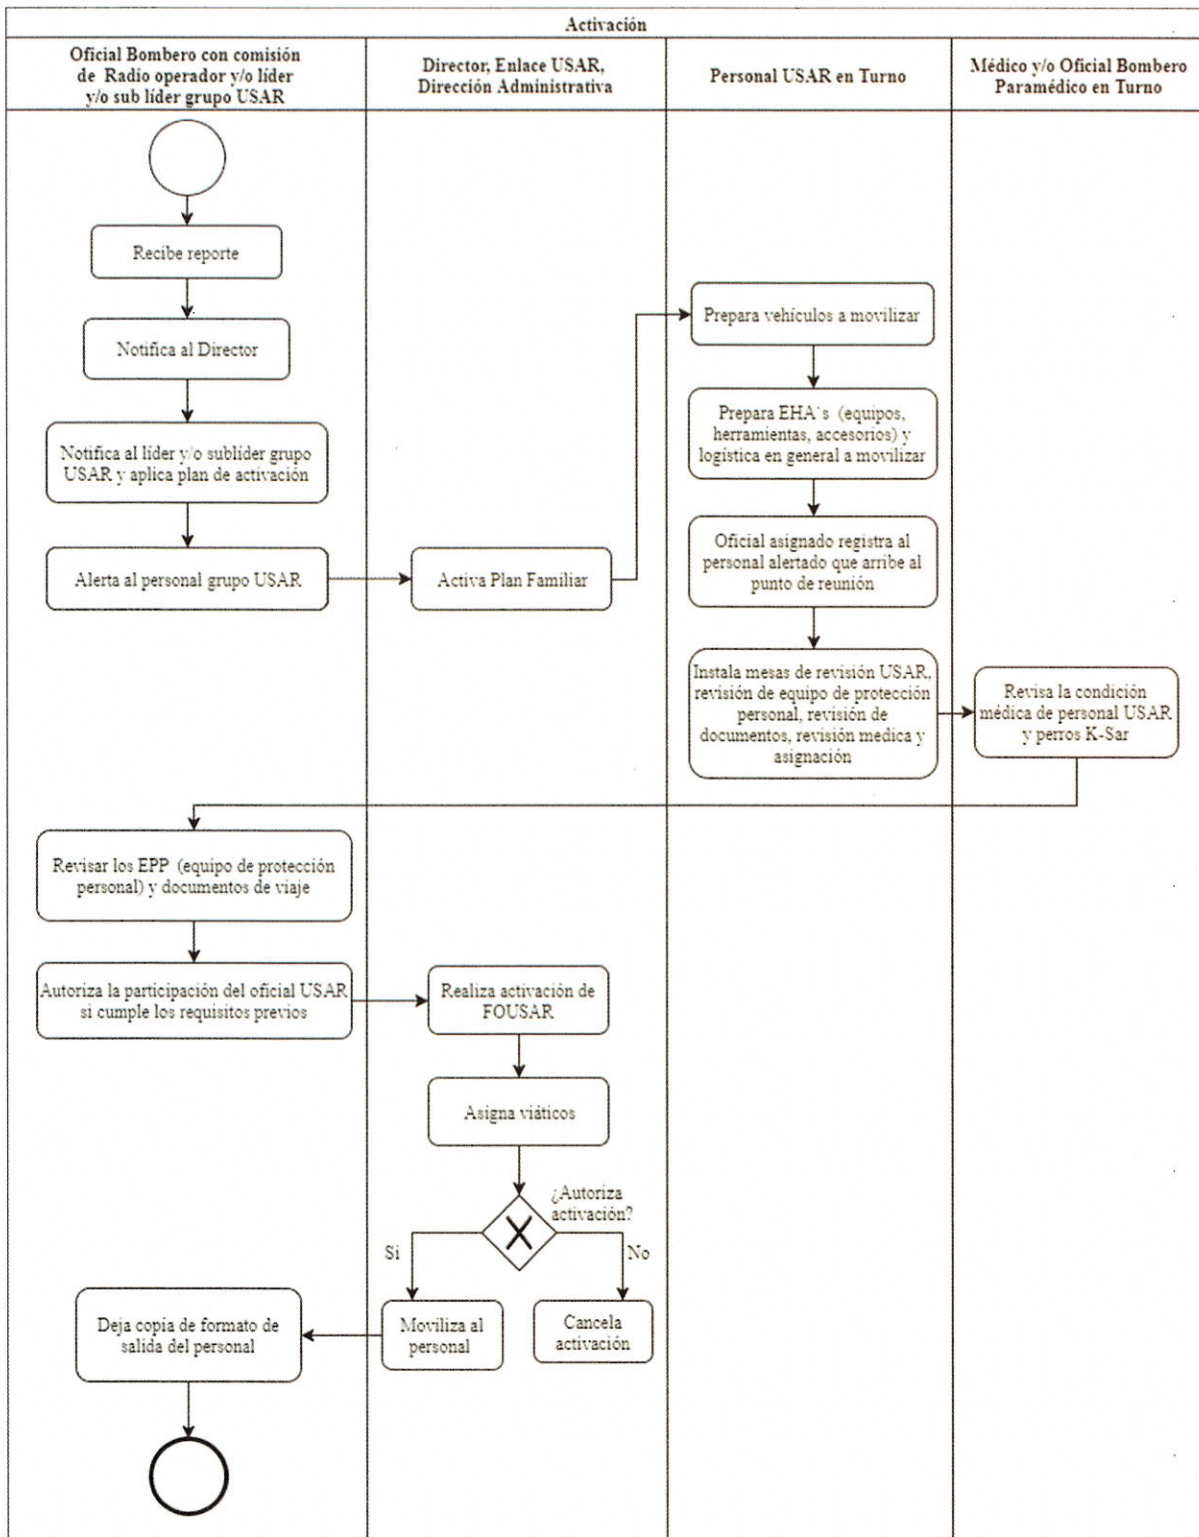 Activación
Oficial Bombero con comisión
de Radio operador y/o líder
y/o sub líder grupo USAR
Director, Enlace USAR,
Dirección Administrativa
Personal USAR en Turno
Médico y/o Oficial Bombero
Paramédico en Turno
Recibe reporte
Notifica al Director
Notifica al líder y/o sublíder grupo
USAR y aplica plan de activación
Alerta al personal grupo USAR
Activa Plan Familiar
Prepara vehículos a movilizar
Prepara EHA`s (equipos,
herramientas, accesorios) y
logística en general a movilizar
Oficial asignado registra al
personal alertado que arribe al
punto de reunión
Instala mesas de revisión USAR,
revisión de equipo de protección
personal, revisión de
documentos, revisión medica y
asignación
Revisa la condición
médica de personal USAR
y perros K-Sar
Revisar los EPP (equipo de protección
personal) y documentos de viaje
Autoriza la participación del oficial USAR
si cumple los requisitos previos
Realiza activación de
FOUSAR
Asigna viáticos
¿Autoriza
activación?
Si
No
Moviliza al
personal
Cancela
activación
Deja copia de formato de
salida del personal